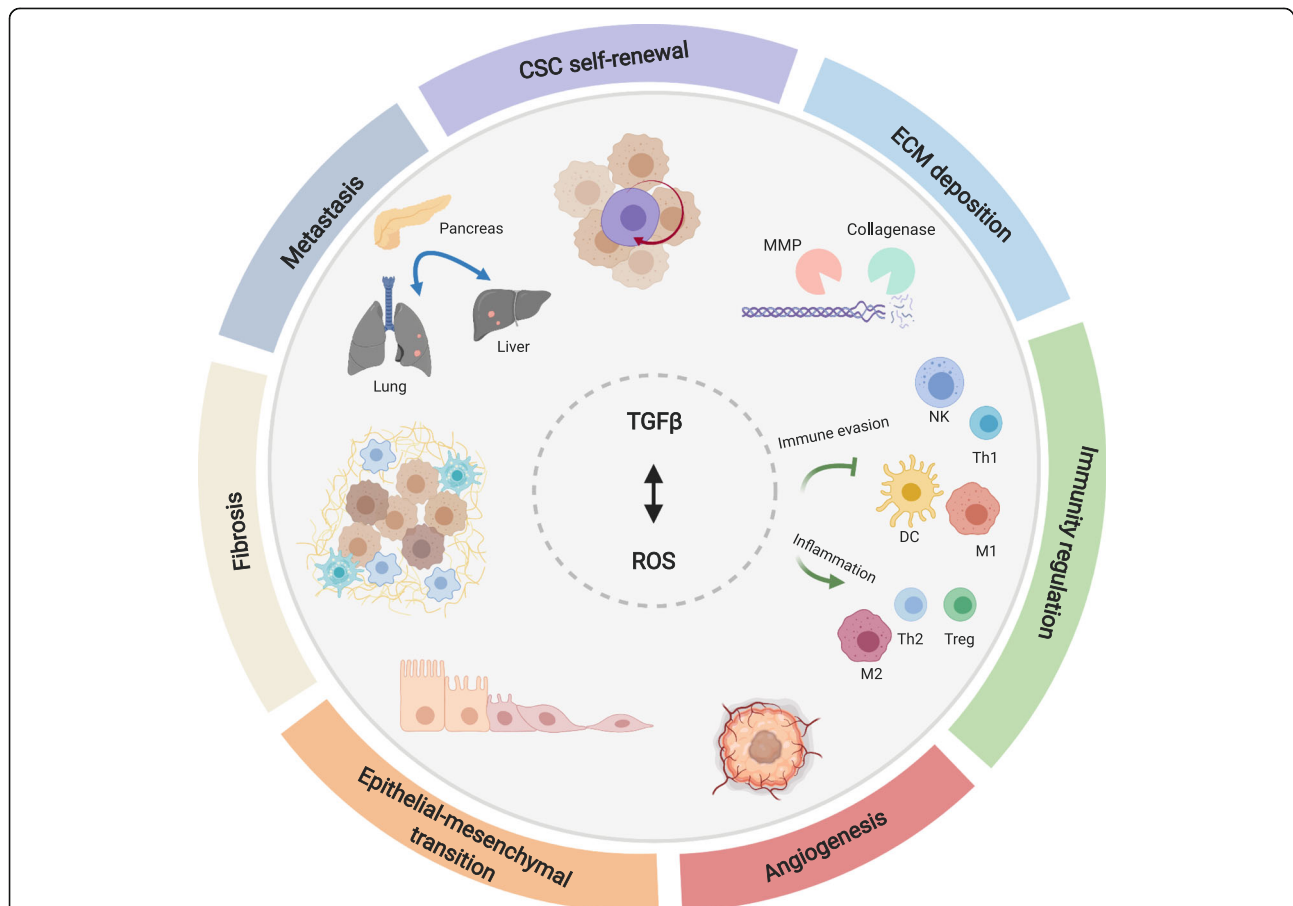 CSC self-renewal
ECM deposition
Metastasis
Pancreas
Liver
Lung
MMP
Collagenase
TGFβ
ROS
Immune evasion
NK
Th1
DC
M1
Inflammation
Th2
Treg
M2
Immunity regulation
Fibrosis
Epithelial-mesenchymal
transition
Angiogenesis